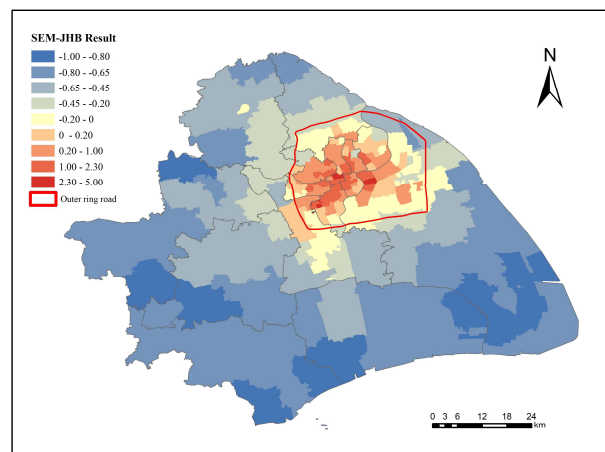 SEM-JHB Result
-1.00 - -0.80
-0.80 - -0.65
-0.65 - -0.45
-0.45 - -0.20
-0.20 - 0
0 - 0.20
0.20 - 1.00
1.00 - 2.30
2.30 - 5.00
Outer ring road
N
0 3 6 12 18 24
km